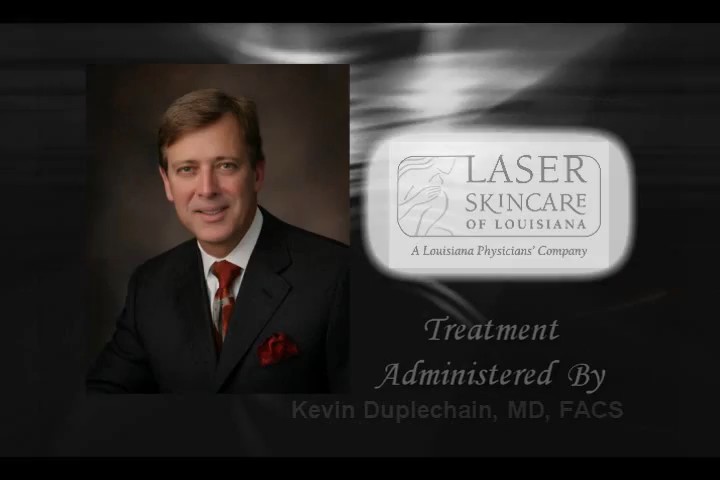 LASER
SKINCARE
OF LOUISIANA
A Louisiana Physicians' Company
Treatment
Administered By
Kevin Duplechain, MD, FACS